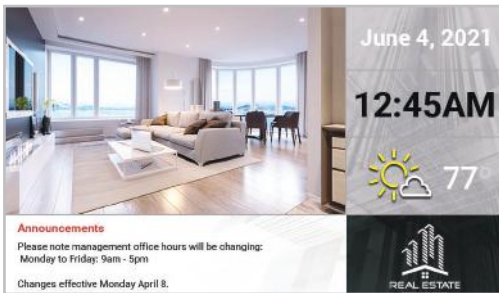 June 4, 2021
12:45AM
77°
Announcements
Please note management office hours will be changing:
Monday to Friday: 9am - 5pm
Changes effective Monday April 8.
REAL ESTATE